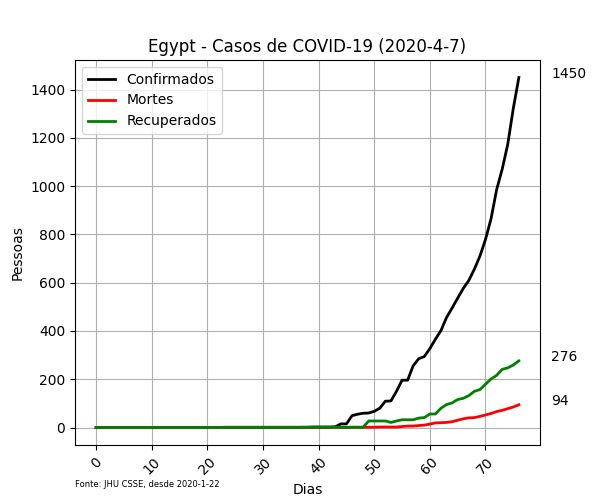 Egypt - Casos de COVID-19 (2020-4-7)
Confirmados
Mortes
Recuperados
Pessoas
1400
1200
1000
800
600
400
200
0
1450
276
94
0 10 20 30 40 50 60 70
Fonte: JHU CSSE, desde 2020-1-22
Dias